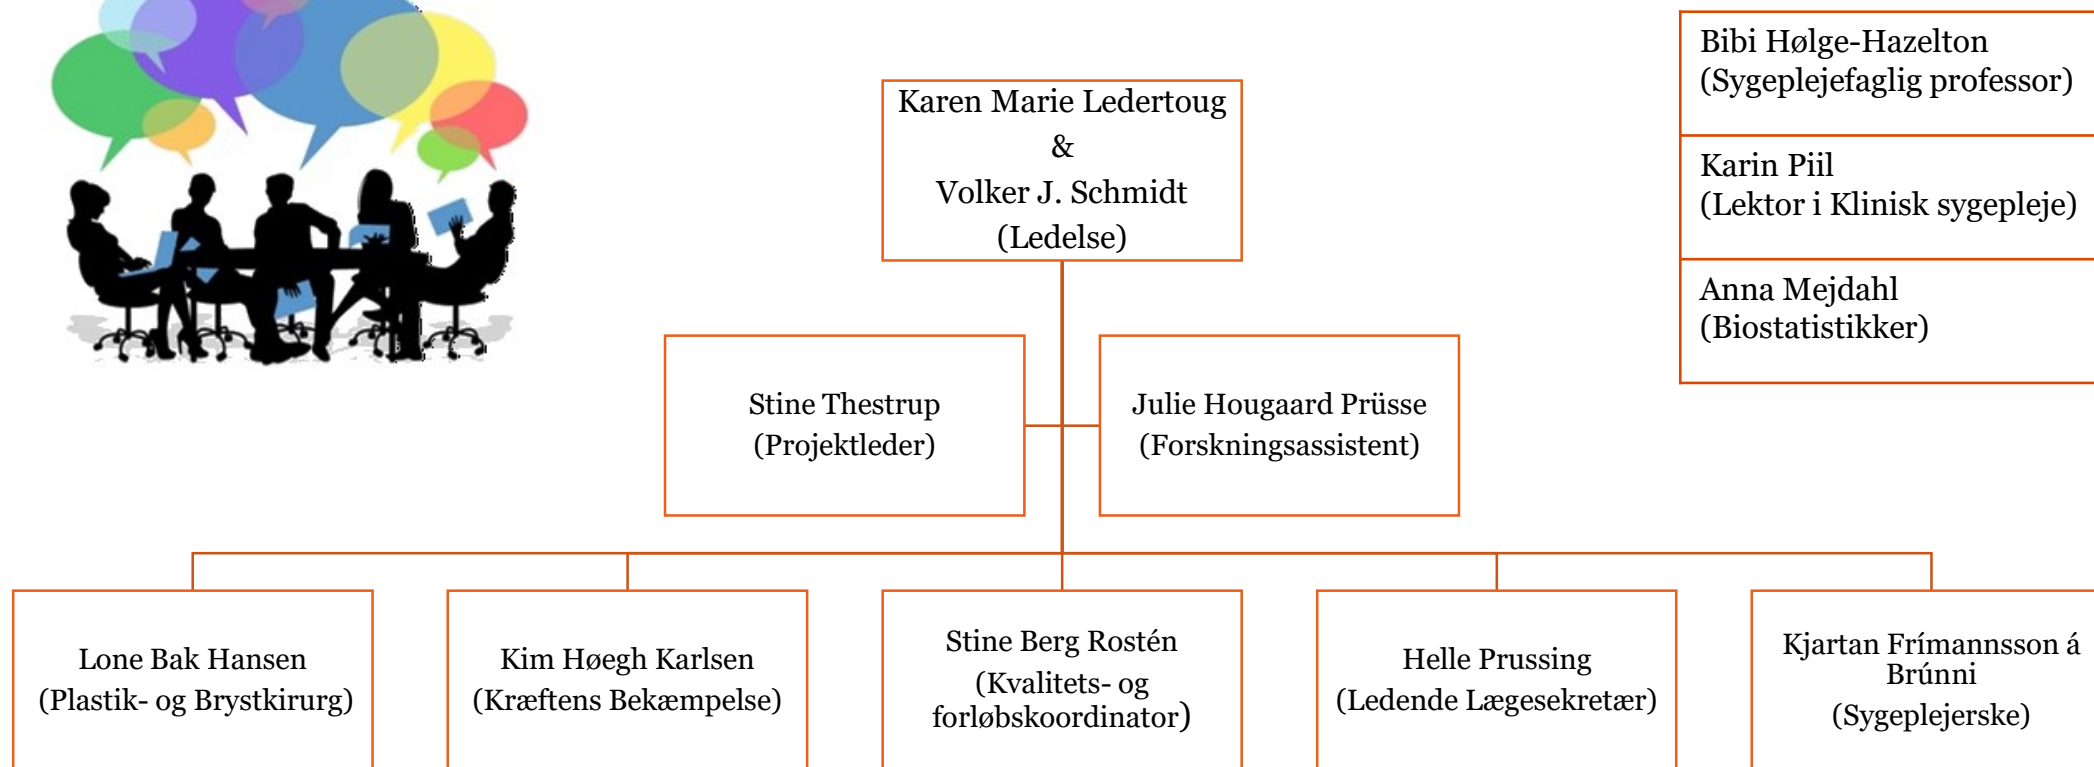 Karen Marie Ledertoug
&
Volker J. Schmidt
(Ledelse)
Bibi Hølge-Hazelton
(Sygeplejefaglig professor)
Karin Piil
(Lektor i Klinisk sygepleje)
Anna Mejdahl
(Biostatistikker)
Stine Thestrup
(Projektleder)
Julie Hougaard Prüsse
(Forskningsassistent)
Lone Bak Hansen
(Plastik- og Brystkirurg)
Kim Høegh Karlsen
(Kræftens Bekæmpelse)
Stine Berg Rostén
(Kvalitets- og
forløbskoordinator)
Helle Prussing
(Ledende Lægesekretær)
Kjartan Frímannsson á
Brúnni
(Sygeplejerske)